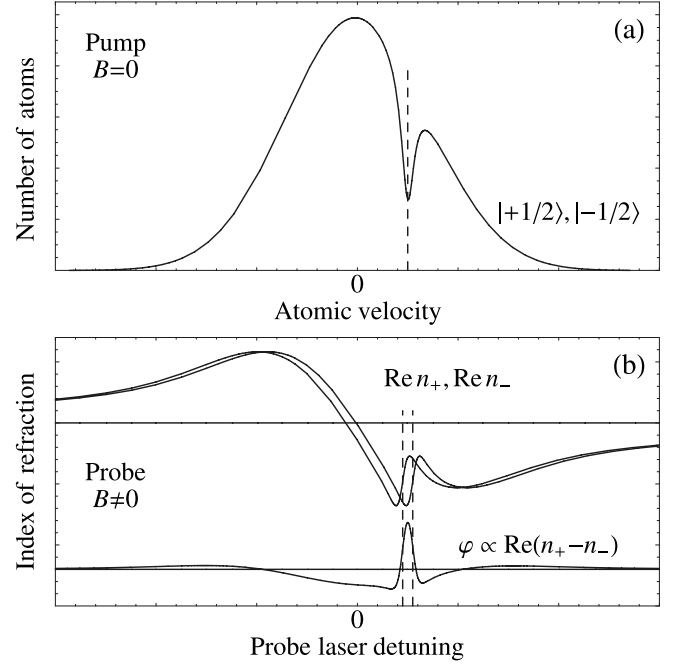 (a)
Pump
B=0
Number of atoms
|+1/2⟩, |−1/2⟩
0
Atomic velocity
(b)
Re n₊, Re n₋
Index of refraction
Probe
B≠0
φ ∝ Re(n₊−n₋)
0
Probe laser detuning